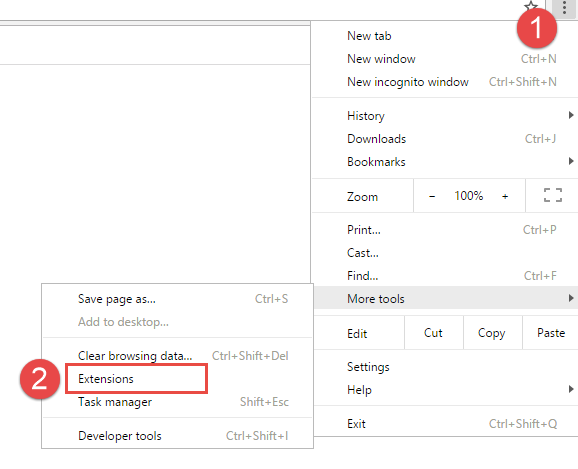 1
New tab
New window Ctrl+N
New incognito window Ctrl+Shift+N
History
Downloads Ctrl+J
Bookmarks
Zoom − 100% +
Print... Ctrl+P
Cast...
Find... Ctrl+F
More tools
Edit Cut Copy Paste
Settings
Help
Exit Ctrl+Shift+Q
Save page as... Ctrl+S
Add to desktop...
Clear browsing data... Ctrl+Shift+Del
2 Extensions
Task manager Shift+Esc
Developer tools Ctrl+Shift+I